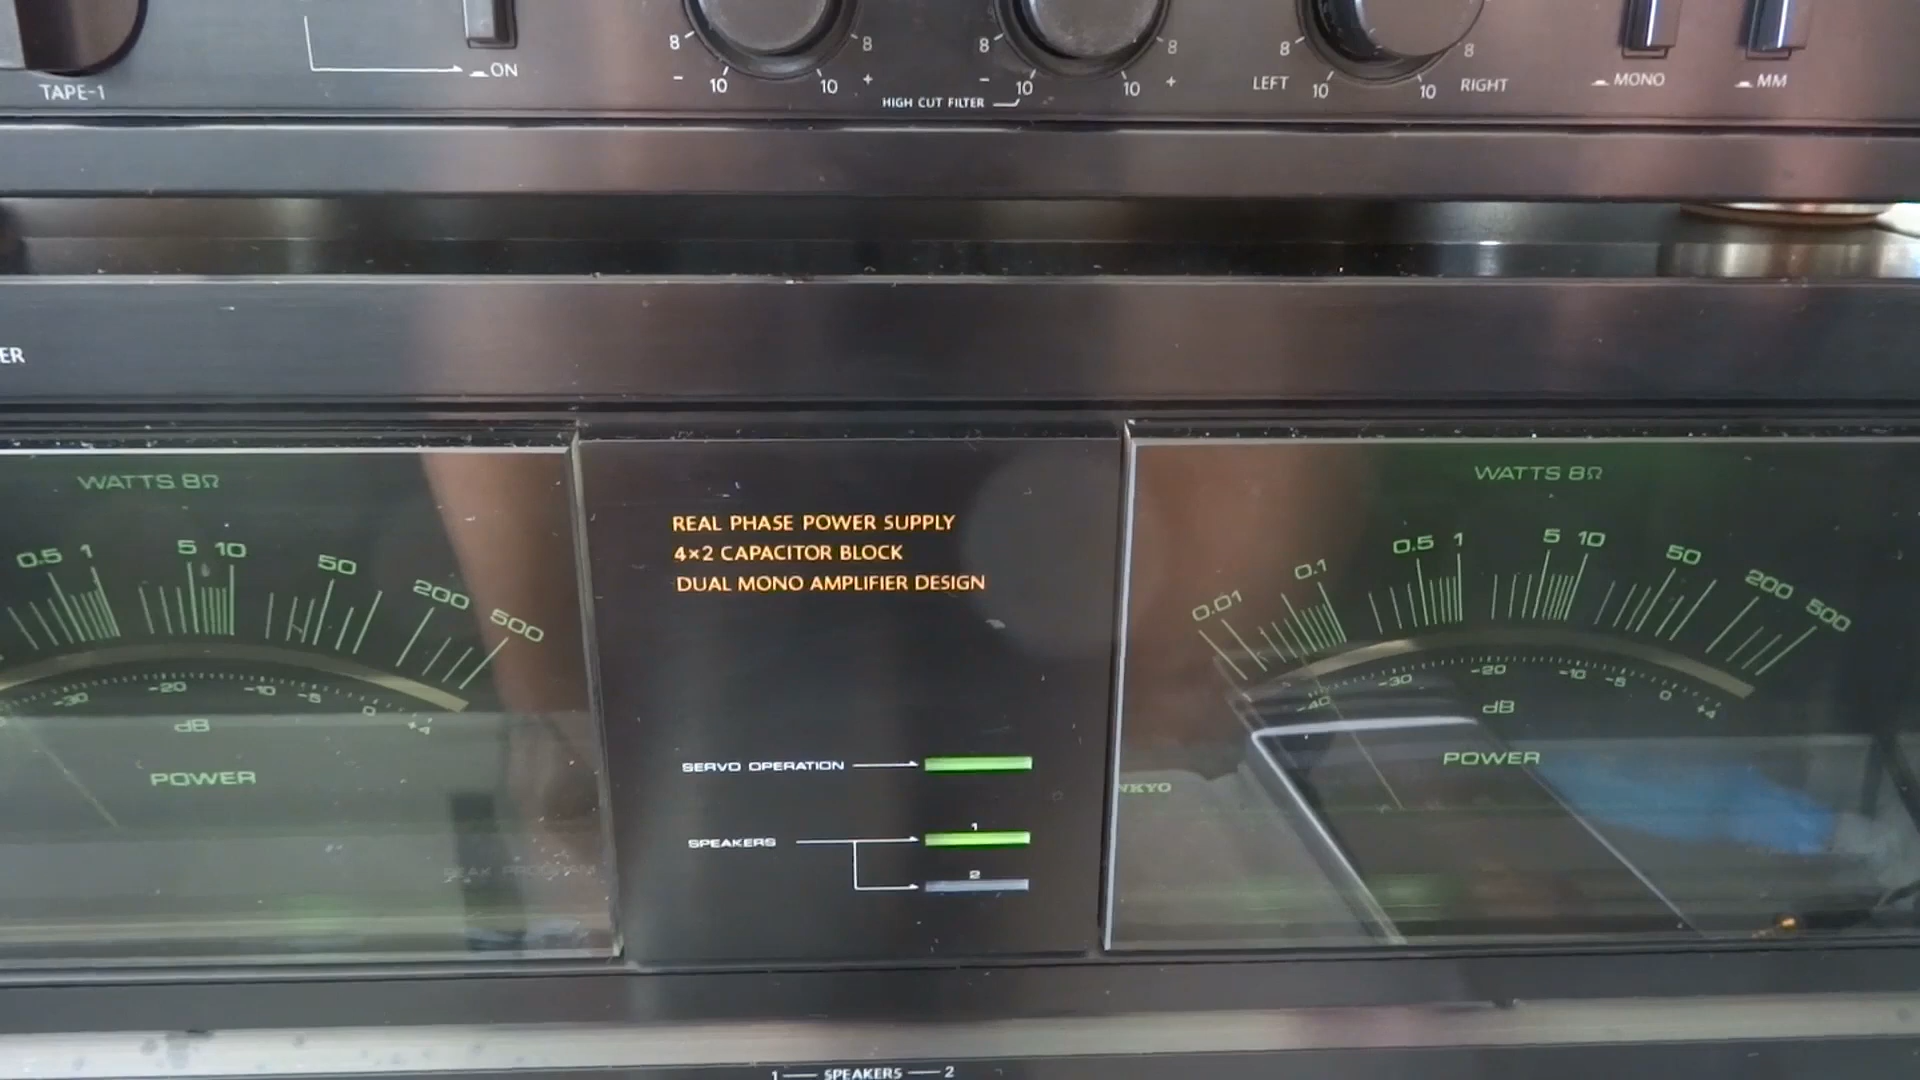 8 8 8 8 8 8
ON
TAPE-1
- 10 10 + - 10 10 + LEFT 10 10 RIGHT
MONO MM
HIGH CUT FILTER
ER
WATTS 8Ω
0.5 1 5 10 50 200 500
-30 -20 -10 -5 0 +4
dB
POWER
REAL PHASE POWER SUPPLY
4×2 CAPACITOR BLOCK
DUAL MONO AMPLIFIER DESIGN
SERVO OPERATION
1
SPEAKERS
2
WATTS 8Ω
0.01 0.1 0.5 1 5 10 50 200 500
-40 -30 -20 -10 -5 0 +4
dB
POWER
NKYO
1 SPEAKERS 2